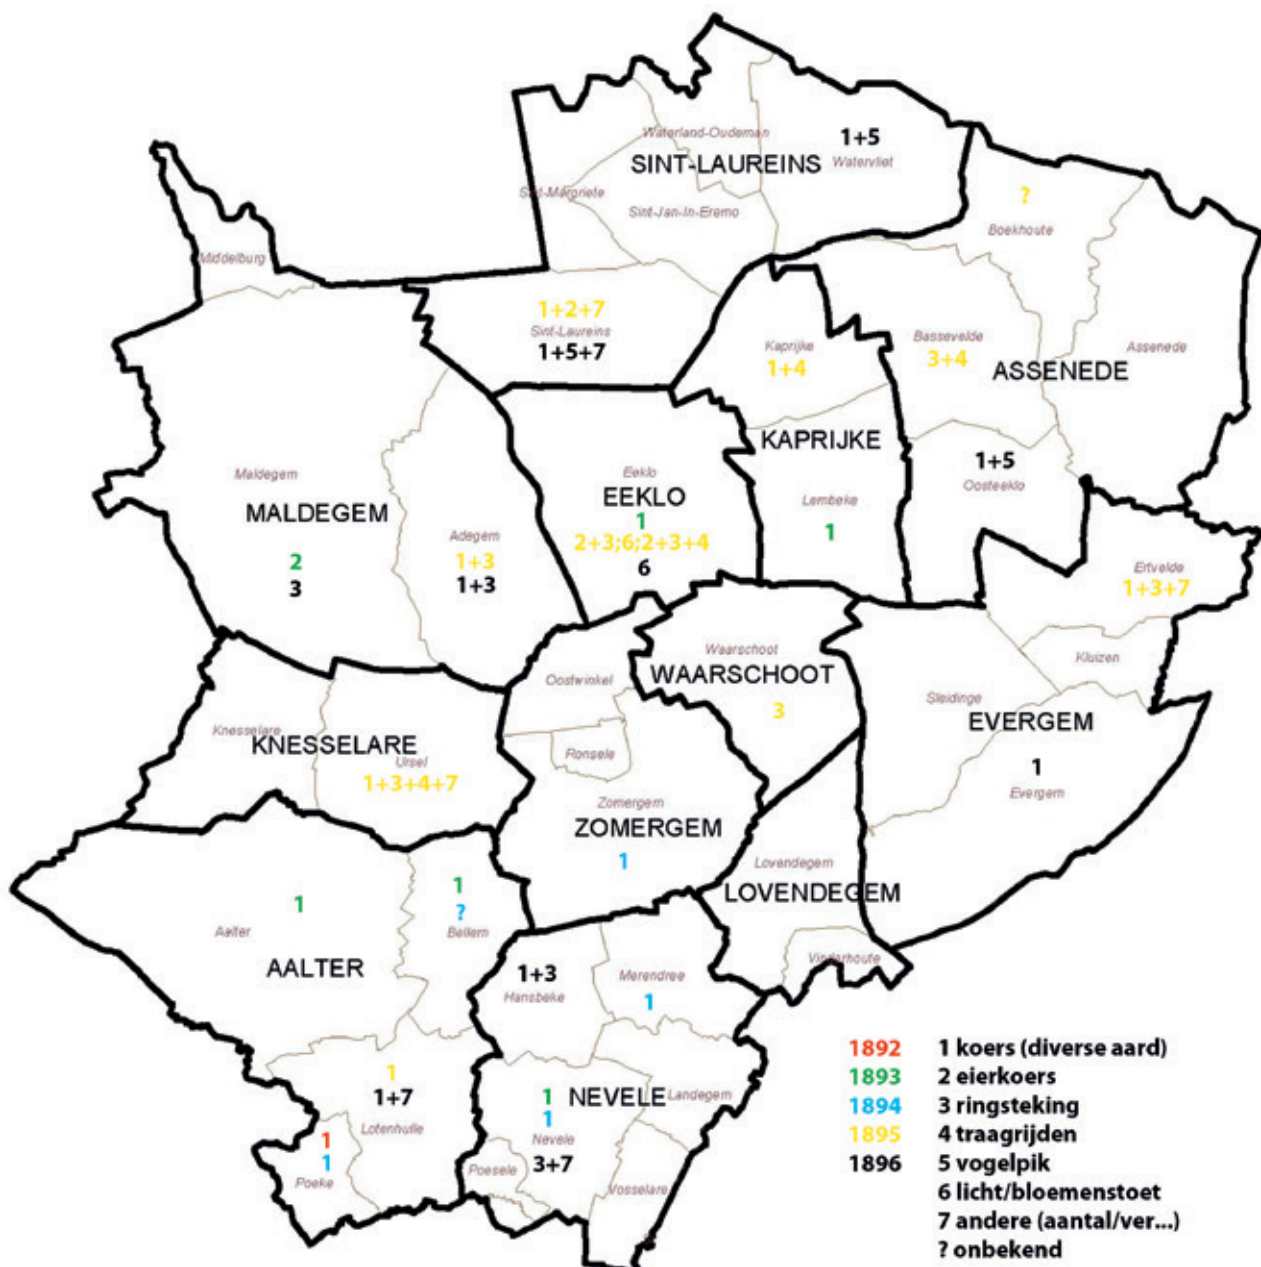 Waterland-Oudeman
1+5
SINT-LAUREINS
Watervliet
Sint-Margriete
Sint-Jan-In-Eremo
?
Boekhoute
Middelburg
1+2+7
Sint-Laureins
1+5+7
Kaprijke
1+4
Bassevelde
3+4
Assenede
ASSENEDE
KAPRIJKE
Maldegem
MALDEGEM
2
3
Adegem
1+3
1+3
Eeklo
EEKLO
1
2+3;6;2+3+4
6
Lembeke
1
1+5
Oosteeklo
Ertvelde
1+3+7
Kluizen
Waarschoot
WAARSCHOOT
3
Oostwinkel
Sleidinge
EVERGEM
1
Evergem
Knesselare
KNESSELARE
Ursel
1+3+4+7
Ronsele
Zomergem
ZOMERGEM
1
Lovendegem
LOVENDEGEM
Vinderhoute
1
Aalter
AALTER
1
?
Bellem
1+3
Hansbeke
Merendree
1
1
1+7
Lotenhulle
1
1
Poeke
1
NEVELE
1
Nevele
3+7
Landegem
Poesele
Vosselare
1892 1 koers (diverse aard)
1893 2 eierkoers
1894 3 ringsteking
1895 4 traagrijden
1896 5 vogelpik
6 licht/bloemenstoet
7 andere (aantal/ver...)
? onbekend